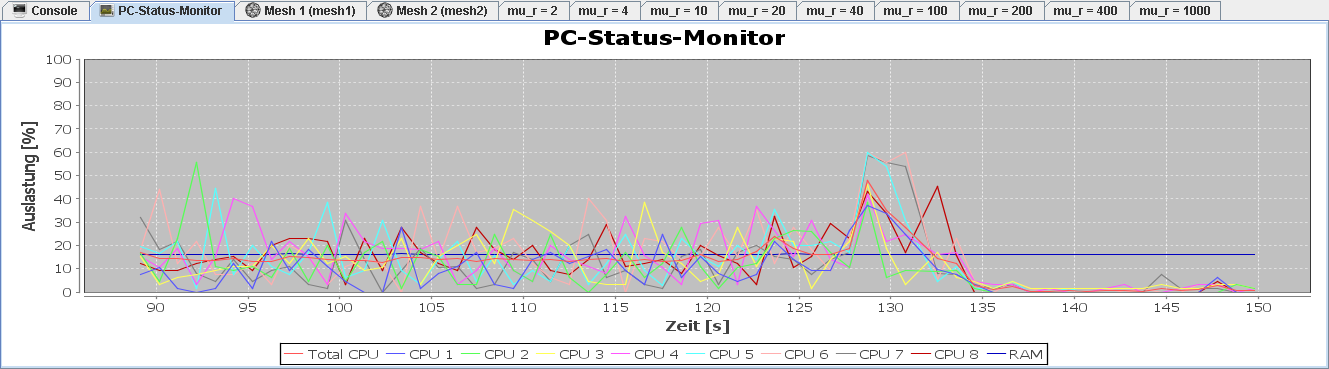 Console PC-Status-Monitor Mesh 1 (mesh1) Mesh 2 (mesh2) mu_r = 2 mu_r = 4 mu_r = 10 mu_r = 20 mu_r = 40 mu_r = 100 mu_r = 200 mu_r = 400 mu_r = 1000
PC-Status-Monitor
Auslastung [%]
100
90
80
70
60
50
40
30
20
10
0
90 95 100 105 110 115 120 125 130 135 140 145 150
Zeit [s]
Total CPU CPU 1 CPU 2 CPU 3 CPU 4 CPU 5 CPU 6 CPU 7 CPU 8 RAM